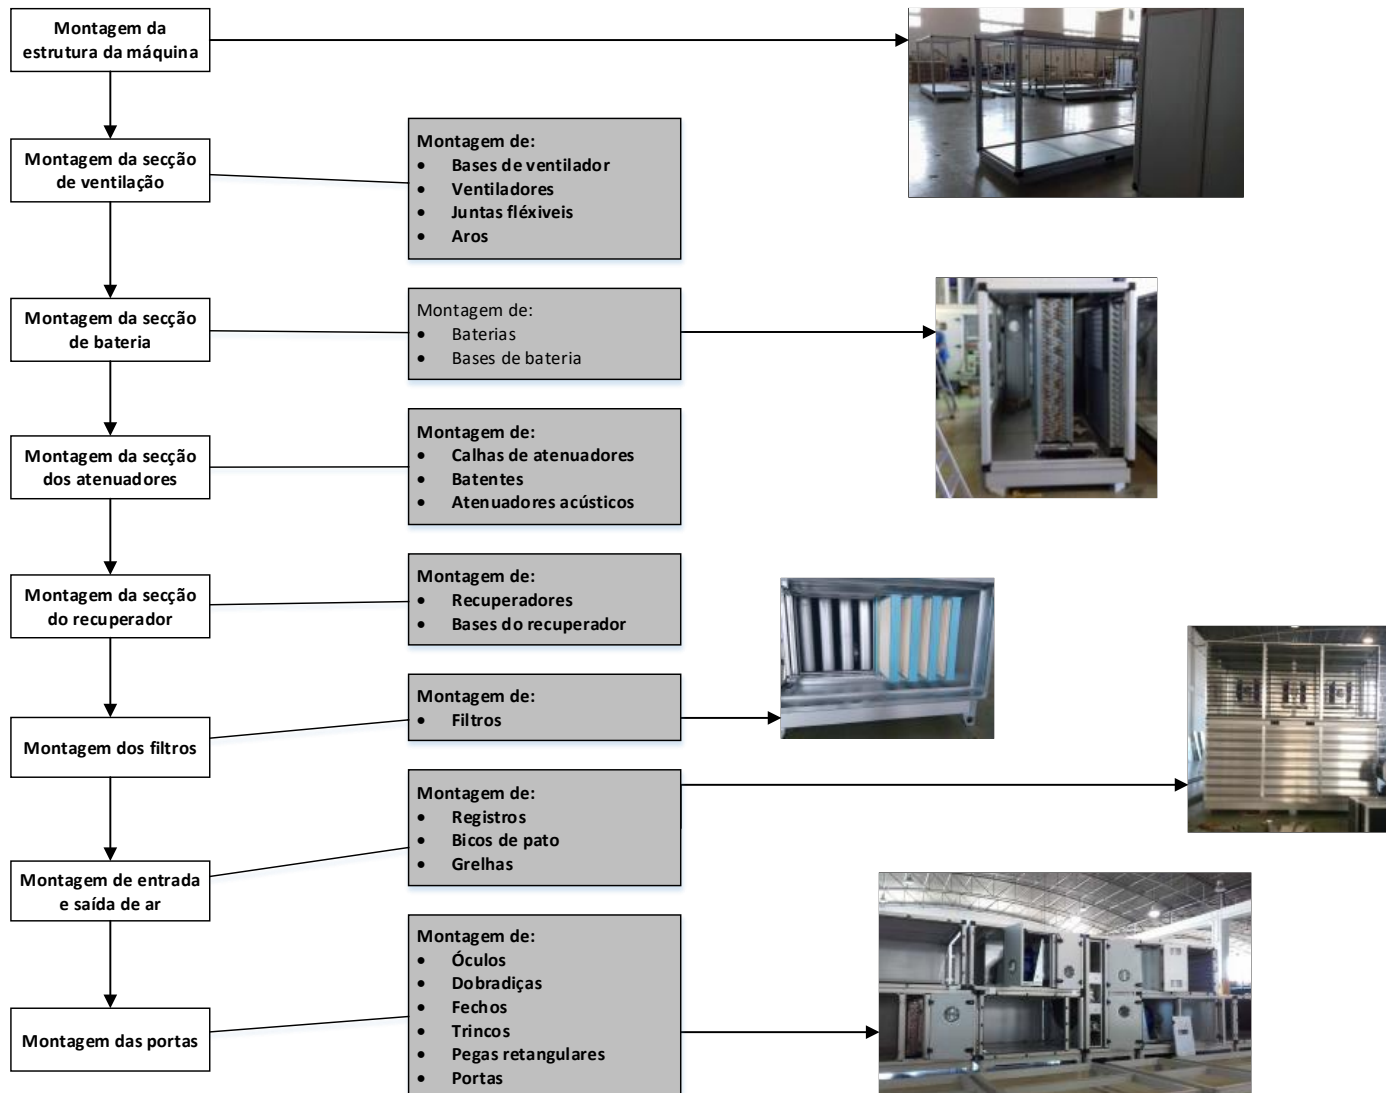 Montagem da
estrutura da máquina
Montagem da secção
de ventilação
Montagem de:
• Bases de ventilador
• Ventiladores
• Juntas fléxiveis
• Aros
Montagem da secção
de bateria
Montagem de:
• Baterias
• Bases de bateria
Montagem da secção
dos atenuadores
Montagem de:
• Calhas de atenuadores
• Batentes
• Atenuadores acústicos
Montagem da secção
do recuperador
Montagem de:
• Recuperadores
• Bases do recuperador
Montagem dos filtros
Montagem de:
• Filtros
Montagem de entrada
e saída de ar
Montagem de:
• Registros
• Bicos de pato
• Grelhas
Montagem das portas
Montagem de:
• Óculos
• Dobradiças
• Fechos
• Trincos
• Pegas retangulares
• Portas